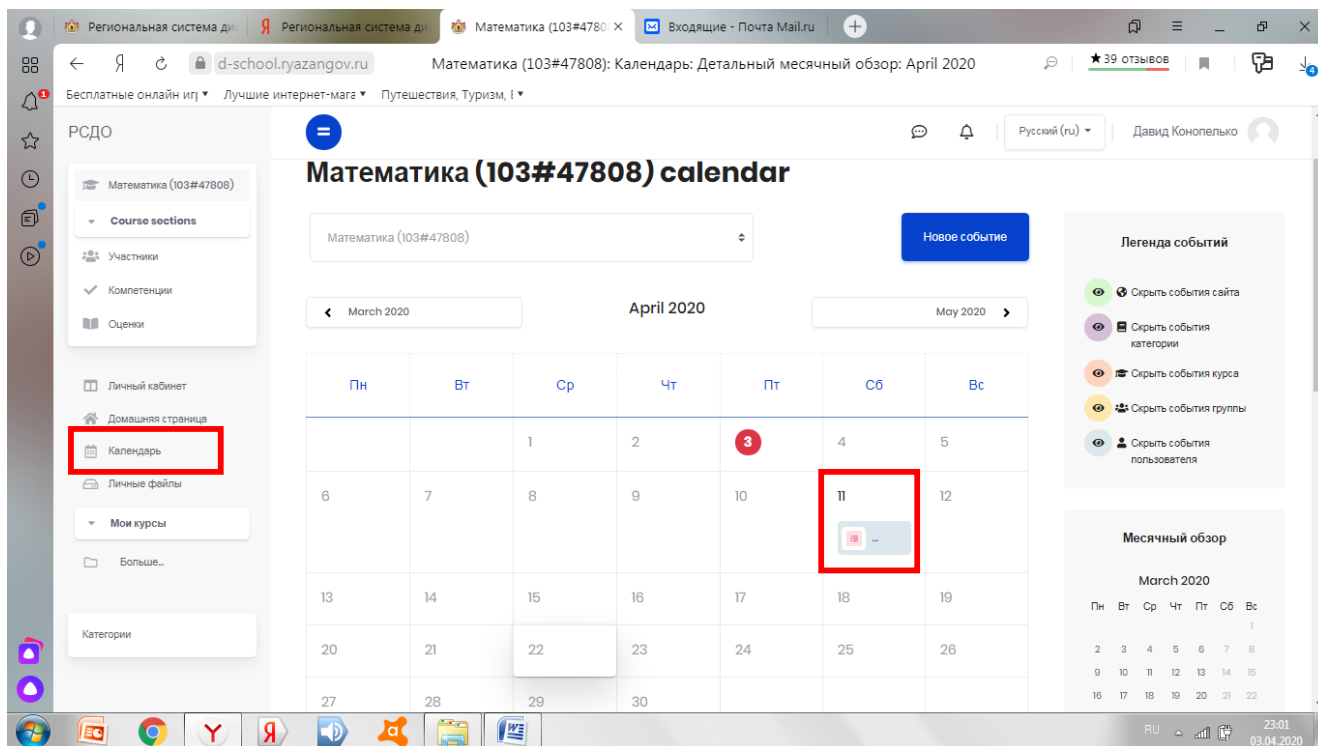 Региональная система ди
Я Региональная система ди
Математика (103#4780
Входящие - Почта Mail.ru
d-school.ryazangov.ru
Математика (103#47808): Календарь: Детальный месячный обзор: April 2020
★39 отзывов
4
1
Бесплатные онлайн иг
Лучшие интернет-мага
Путешествия, Туризм,
РСДО
Русский (ru)
Давид Конопелько
Математика (103#47808)
Course sections
Участники
Компетенции
Оценки
Личный кабинет
Домашняя страница
Календарь
Личные файлы
Мои курсы
Больше...
Категории
Математика (103#47808) calendar
Математика (103#47808)
Новое событие
March 2020
April 2020
May 2020
Пн Вт Ср Чт Пт Сб Вс
1 2 3 4 5
6 7 8 9 10 11 12
13 14 15 16 17 18 19
20 21 22 23 24 25 26
27 28 29 30
Легенда событий
Скрыть события сайта
Скрыть события
категории
Скрыть события курса
Скрыть события группы
Скрыть события
пользователя
Месячный обзор
March 2020
Пн Вт Ср Чт Пт Сб Вс
1
2 3 4 5 6 7 8
9 10 11 12 13 14 15
16 17 18 19 20 21 22
RU
23:01
03.04.2020